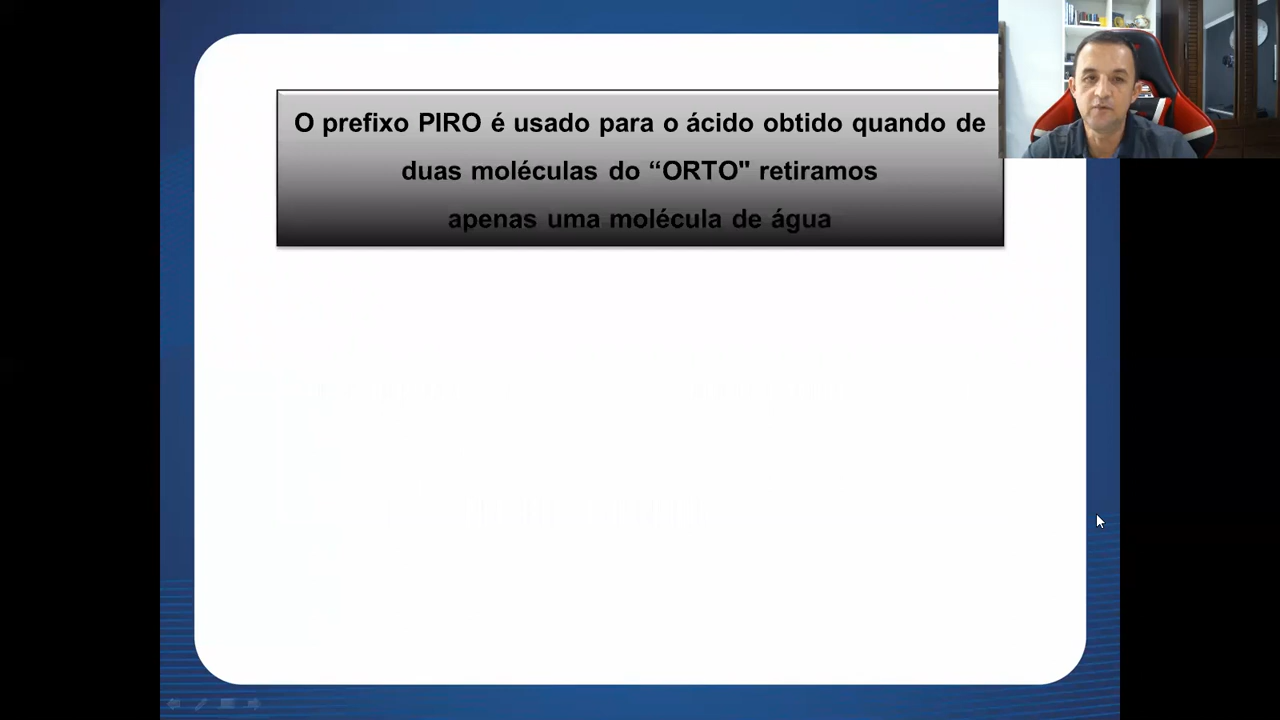 O prefixo PIRO é usado para o ácido obtido quando de
duas moléculas do “ORTO" retiramos
apenas uma molécula de água